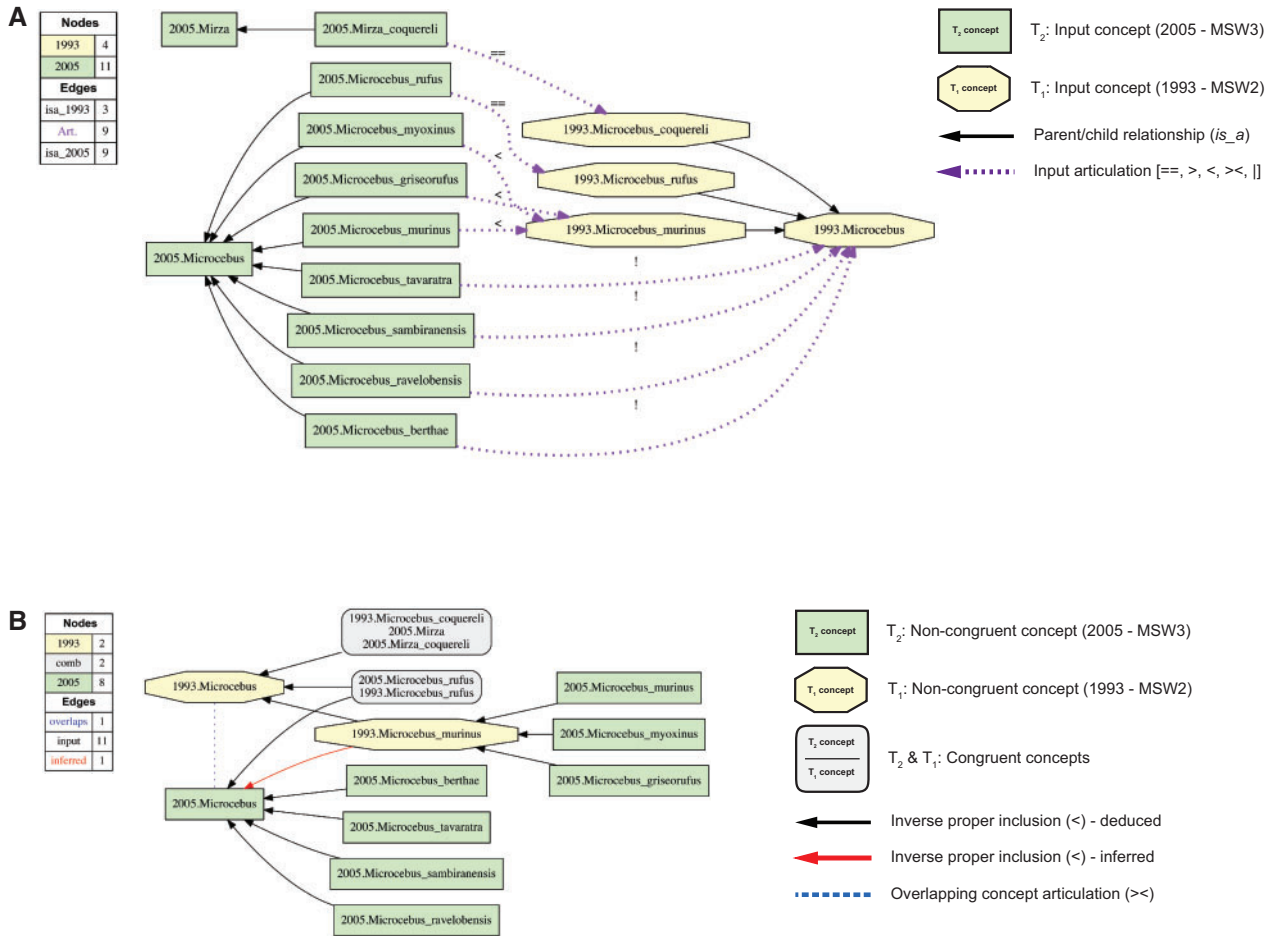 A
Nodes
1993 4
2005 11
Edges
isa_1993 3
Art. 9
isa_2005 9
2005.Mirza
2005.Mirza_coquereli
2005.Microcebus_rufus
2005.Microcebus_myoxinus
2005.Microcebus_griseorufus
2005.Microcebus_murinus
2005.Microcebus
2005.Microcebus_tavaratra
2005.Microcebus_sambiranensis
2005.Microcebus_ravelobensis
2005.Microcebus_berthae
==
==
<
<
<
!
!
!
!
1993.Microcebus_coquereli
1993.Microcebus_rufus
1993.Microcebus_murinus
1993.Microcebus
T2 concept
T2: Input concept (2005 - MSW3)
T1 concept
T1: Input concept (1993 - MSW2)
Parent/child relationship (is_a)
Input articulation [==, >, <, ><, |]
B
Nodes
1993 2
comb 2
2005 8
Edges
overlaps 1
input 11
inferred 1
1993.Microcebus_coquereli
2005.Mirza
2005.Mirza_coquereli
1993.Microcebus
2005.Microcebus_rufus
1993.Microcebus_rufus
1993.Microcebus_murinus
2005.Microcebus_murinus
2005.Microcebus_myoxinus
2005.Microcebus_griseorufus
2005.Microcebus
2005.Microcebus_berthae
2005.Microcebus_tavaratra
2005.Microcebus_sambiranensis
2005.Microcebus_ravelobensis
T2 concept
T2: Non-congruent concept (2005 - MSW3)
T1 concept
T1: Non-congruent concept (1993 - MSW2)
T2 concept
T1 concept
T2 & T1: Congruent concepts
Inverse proper inclusion (<) - deduced
Inverse proper inclusion (<) - inferred
Overlapping concept articulation (><)